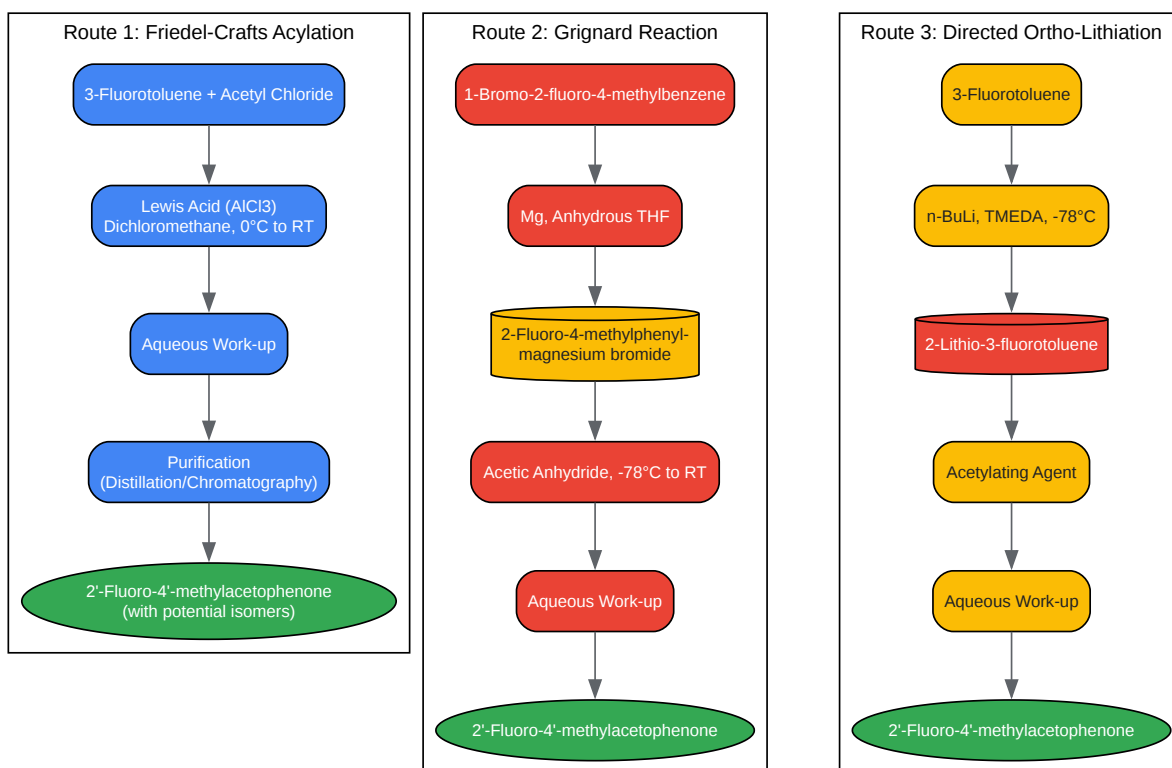 Route 1: Friedel-Crafts Acylation
3-Fluorotoluene + Acetyl Chloride
Lewis Acid (AlCl3)
Dichloromethane, 0°C to RT
Aqueous Work-up
Purification
(Distillation/Chromatography)
2'-Fluoro-4'-methylacetophenone
(with potential isomers)
Route 2: Grignard Reaction
1-Bromo-2-fluoro-4-methylbenzene
Mg, Anhydrous THF
2-Fluoro-4-methylphenyl-
magnesium bromide
Acetic Anhydride, -78°C to RT
Aqueous Work-up
2'-Fluoro-4'-methylacetophenone
Route 3: Directed Ortho-Lithiation
3-Fluorotoluene
n-BuLi, TMEDA, -78°C
2-Lithio-3-fluorotoluene
Acetylating Agent
Aqueous Work-up
2'-Fluoro-4'-methylacetophenone